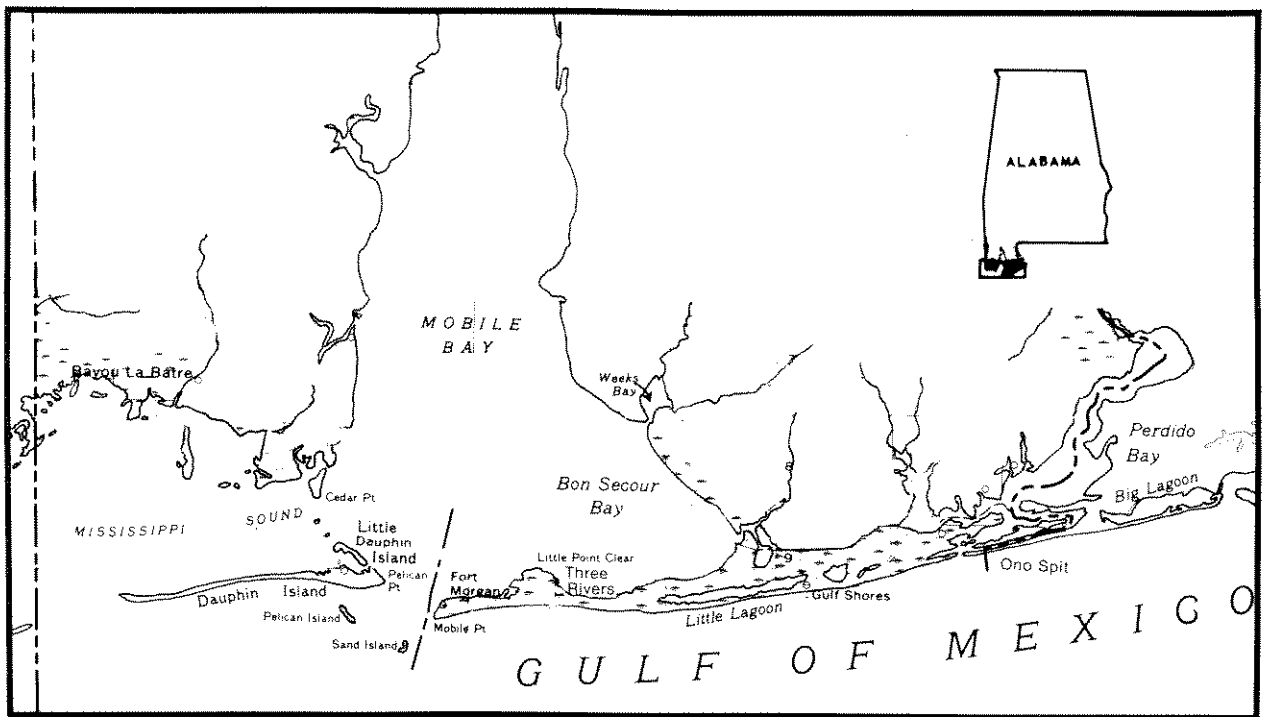 ALABAMA
MOBILE
BAY
Bayou La Batre
Weeks
Bay
Perdido
Bay
Bon Secour
Bay
Big Lagoon
Cedar Pt
MISSISSIPPI SOUND
Little
Dauphin
Island
Pelican
Pt
Dauphin Island
Fort
Morgan
Little Point Clear
Three
Rivers
Ono Spit
Gulf Shores
Little Lagoon
Pelican Island
Mobile Pt
Sand Island
GULF OF MEXICO